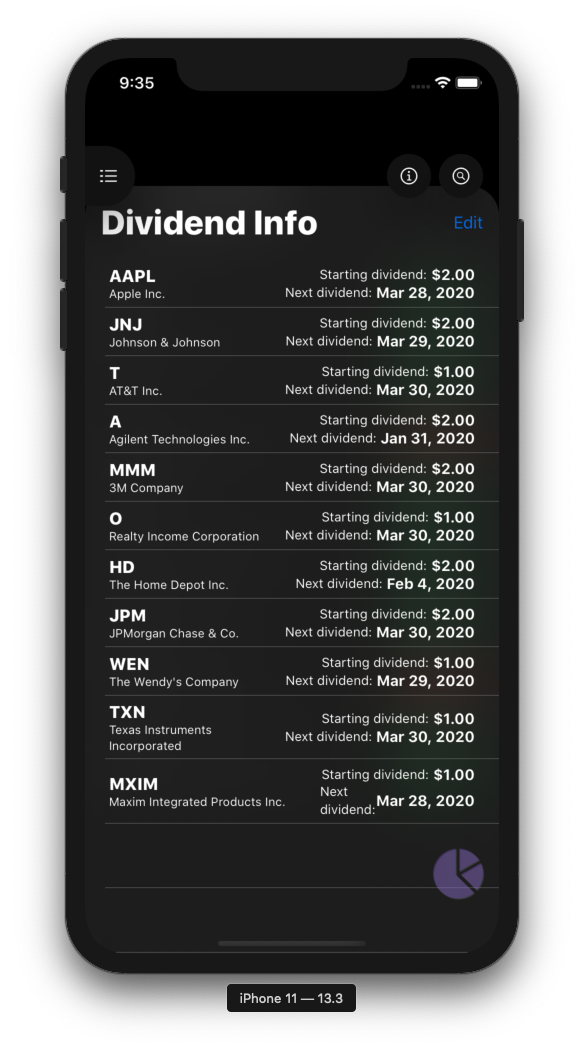 9:35
Dividend Info
Edit
AAPL
Starting dividend: $2.00
Apple Inc.
Next dividend: Mar 28, 2020
JNJ
Starting dividend: $2.00
Johnson & Johnson
Next dividend: Mar 29, 2020
T
Starting dividend: $1.00
AT&T Inc.
Next dividend: Mar 30, 2020
A
Starting dividend: $2.00
Agilent Technologies Inc.
Next dividend: Jan 31, 2020
MMM
Starting dividend: $2.00
3M Company
Next dividend: Mar 30, 2020
O
Starting dividend: $1.00
Realty Income Corporation
Next dividend: Mar 30, 2020
HD
Starting dividend: $2.00
The Home Depot Inc.
Next dividend: Feb 4, 2020
JPM
Starting dividend: $2.00
JPMorgan Chase & Co.
Next dividend: Mar 30, 2020
WEN
Starting dividend: $1.00
The Wendy's Company
Next dividend: Mar 29, 2020
TXN
Starting dividend: $1.00
Texas Instruments
Incorporated
Next dividend: Mar 30, 2020
MXIM
Starting dividend: $1.00
Maxim Integrated Products Inc.
Next
dividend: Mar 28, 2020
iPhone 11 — 13.3